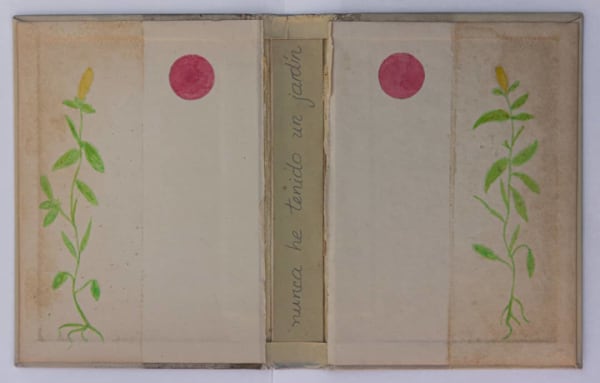 nunca he tenido un jardín